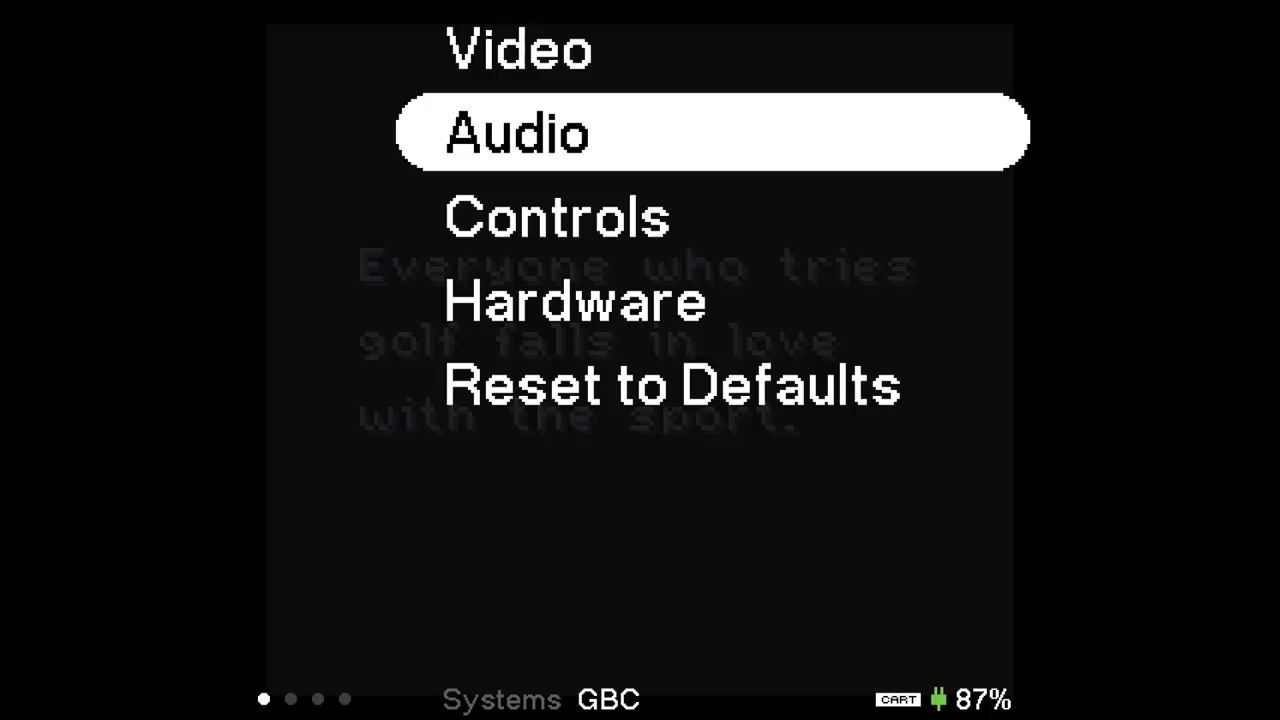 Video
Audio
Controls
Everyone who tries
Hardware
golf falls in love
Reset to Defaults
with the sport.
Systems GBC
CART 87%